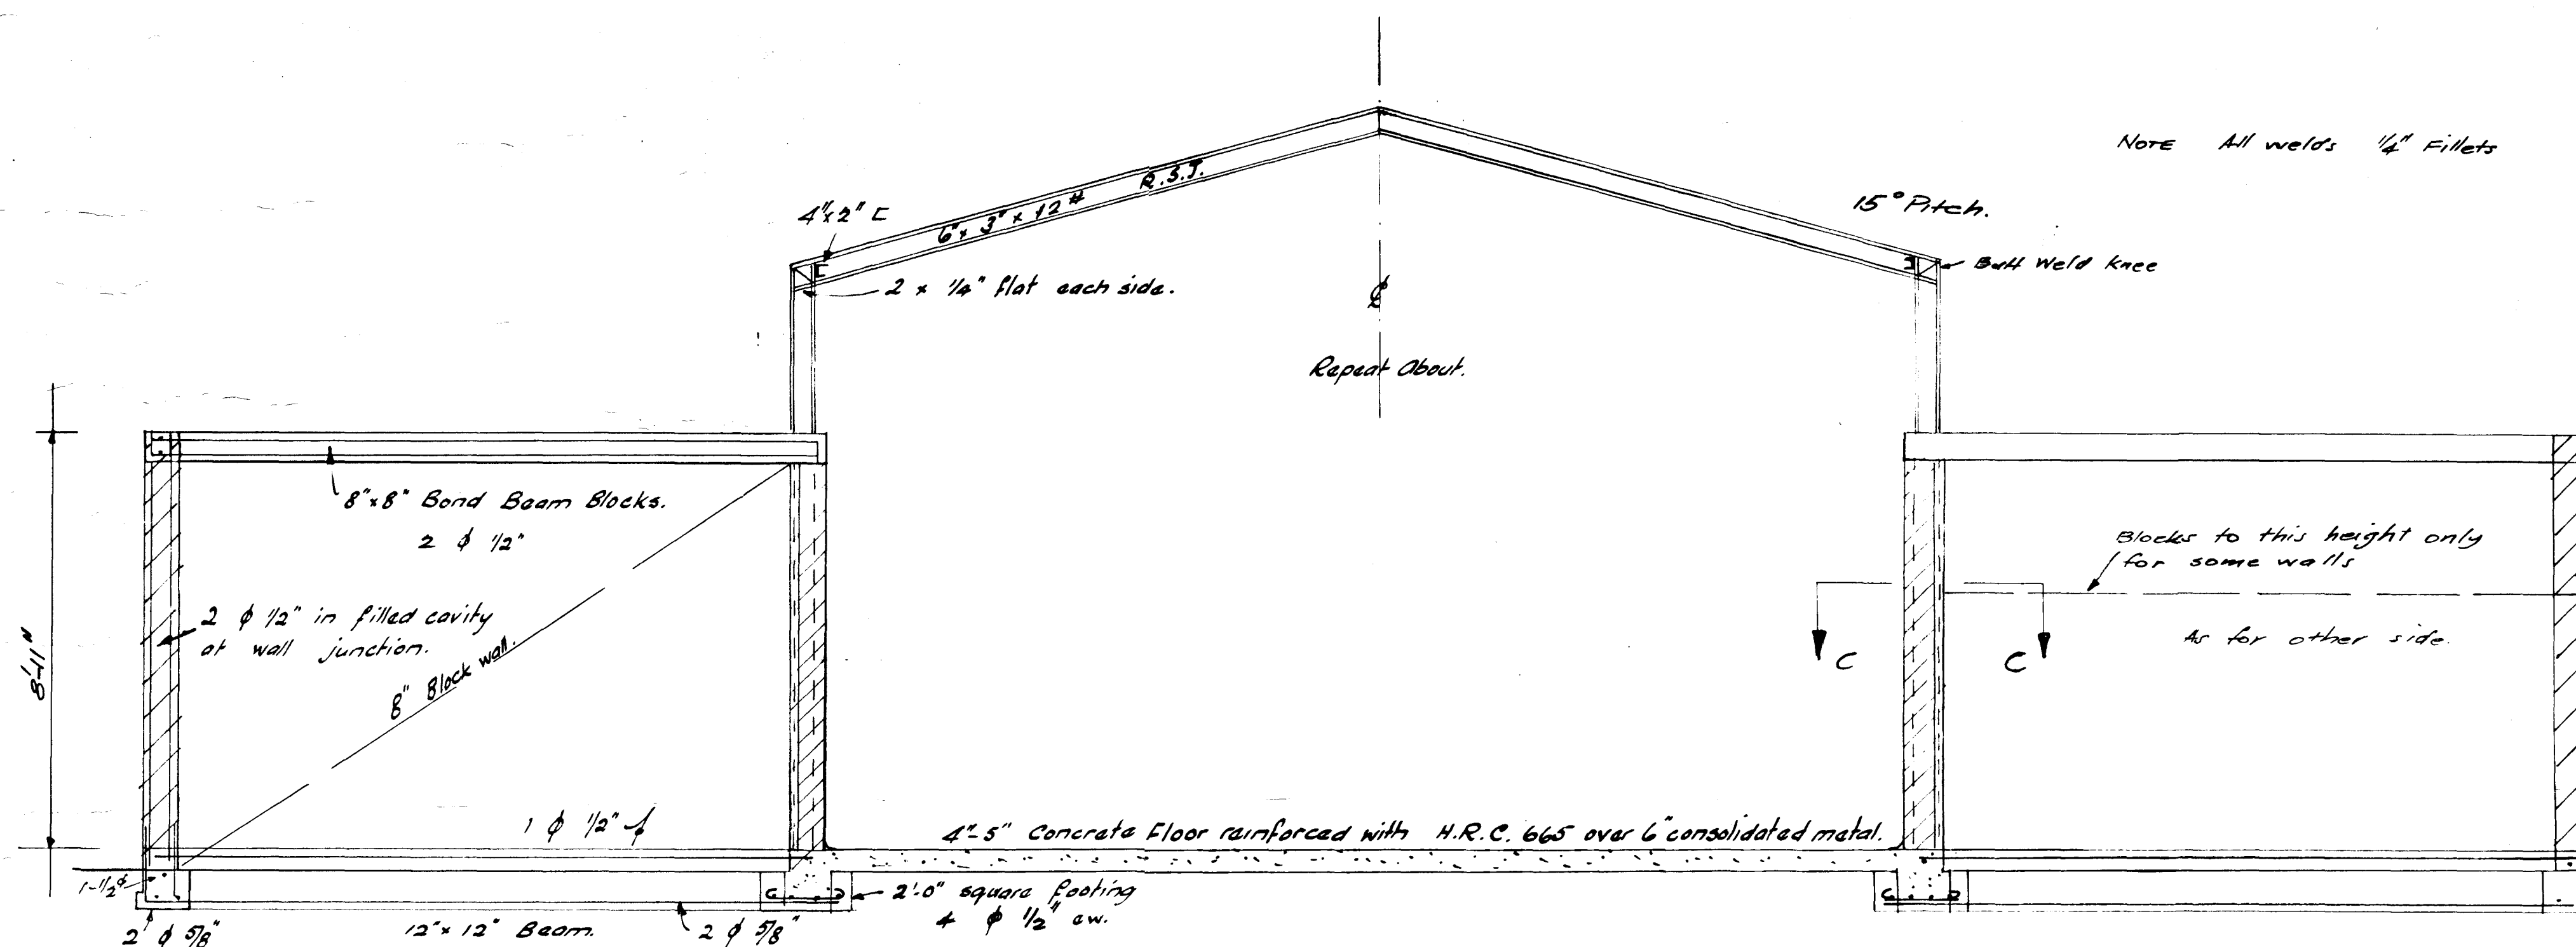 NOTE All welds 1/4" Fillets
R.S.J.
6" x 3" x 12#
4"x2" [
15° Pitch.
Butt Weld Knee
2 x 1/4" flat each side.
℄
Repeat About.
8"x8" Bond Beam Blocks.
2 ϕ 1/2"
Blocks to this height only
for some walls
2 ϕ 1/2" in filled cavity
at wall junction.
As for other side.
C
C
8'-11"
8" Block wall.
1 ϕ 1/2"
4"-5" Concrete Floor reinforced with H.R.C. 665 over 6" consolidated metal.
1-1/2ϕ
2'-0" square footing
4 ϕ 1/2" ew.
2 ϕ 5/8"
12"x 12" Beam.
2 ϕ 5/8"